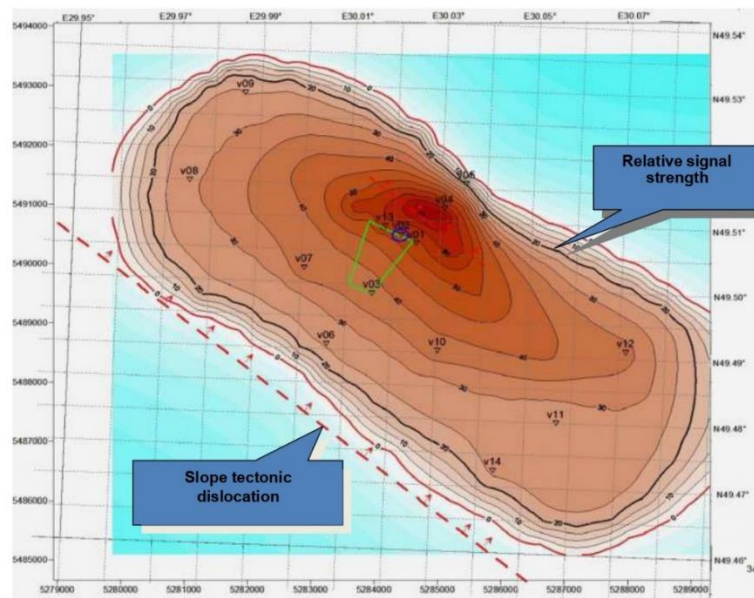 E29.95° E29.97° E29.99° E30.01° E30.03° E30.05° E30.07°
5494000
N49.54°
5493000
v09
N49.53°
5492000
N49.52°
v08
v05
Relative signal
strength
5491000
v04
v13
v01
N49.51°
5490000
v07
v03
N49.50°
5489000
v06
v10
v12
N49.49°
5488000
v11
N49.48°
5487000
v14
Slope tectonic
dislocation
N49.47°
5486000
5485000
N49.46°
5279000 5280000 5281000 5282000 5283000 5284000 5285000 5286000 5287000 5288000 5289000